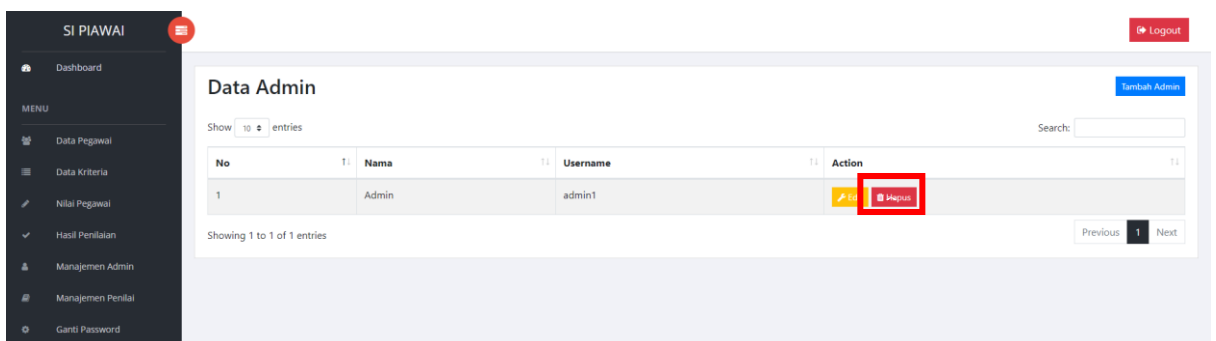 SI PIAWAI
Logout
Dashboard
MENU
Data Pegawai
Data Kriteria
Nilai Pegawai
Hasil Penilaian
Manajemen Admin
Manajemen Penilai
Ganti Password
Data Admin
Tambah Admin
Show 10 entries
Search:
No Nama Username Action
1 Admin admin1 Hapus
Showing 1 to 1 of 1 entries
Previous 1 Next